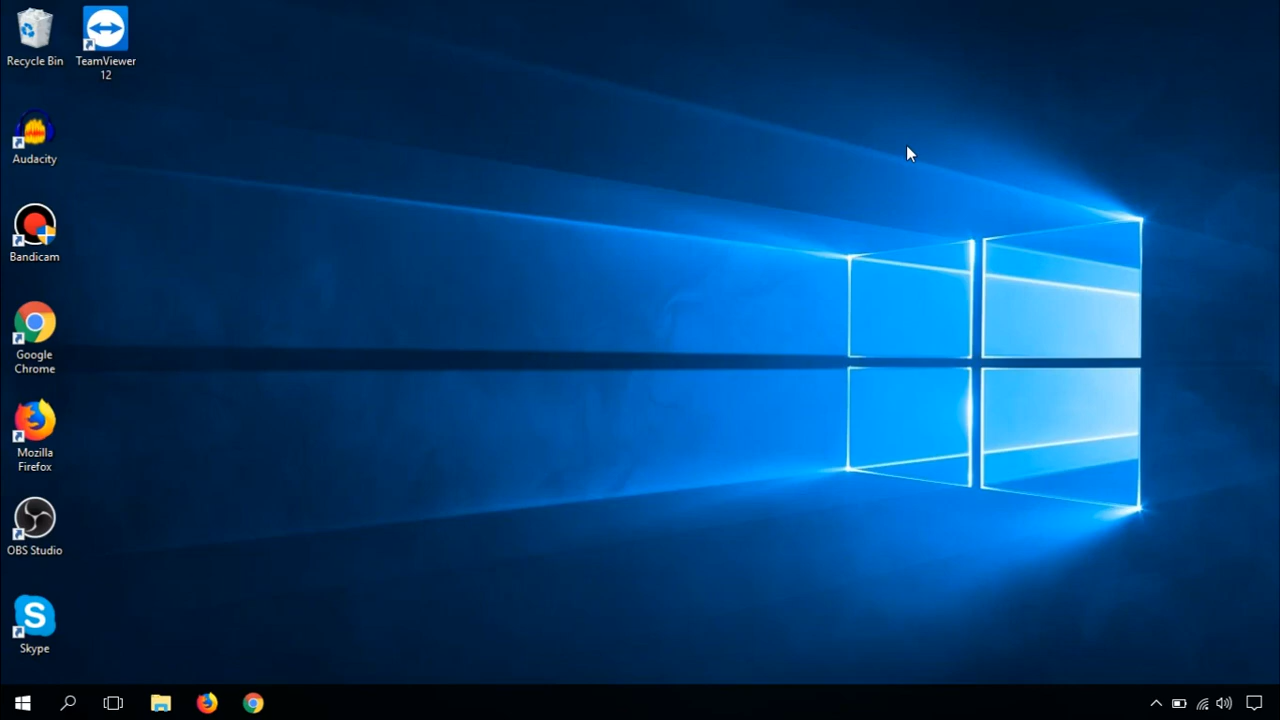 Recycle Bin
TeamViewer
12
Audacity
Bandicam
Google
Chrome
Mozilla
Firefox
OBS Studio
Skype